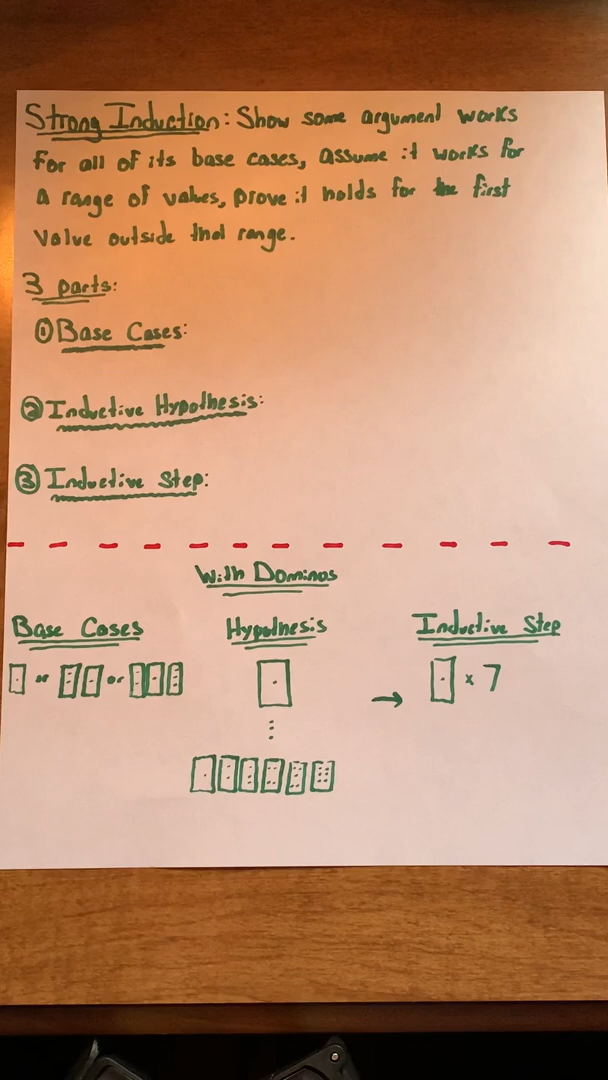 Strong Induction: Show some argument works
for all of its base cases, assume it works for
a range of values, prove it holds for the first
value outside that range.
3 parts:
① Base Cases:
② Inductive Hypothesis:
③ Inductive Step:
With Dominos
Base Cases Hypothesis Inductive Step
or or
→ x 7